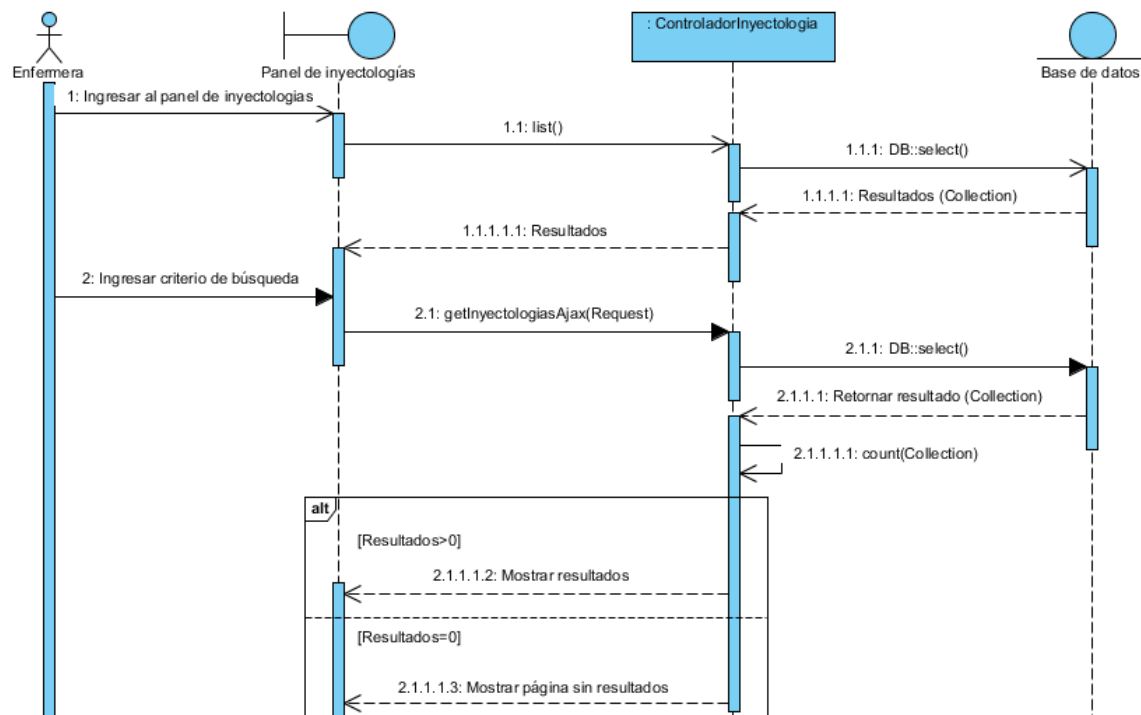 : ControladorInyectologia
Enfermera
Panel de inyectologías
Base de datos
1: Ingresar al panel de inyectologias
1.1: list()
1.1.1: DB::select()
1.1.1.1: Resultados (Collection)
1.1.1.1.1: Resultados
2: Ingresar criterio de búsqueda
2.1: getInyectologiasAjax(Request)
2.1.1: DB::select()
2.1.1.1: Retornar resultado (Collection)
2.1.1.1.1: count(Collection)
alt
[Resultados>0]
2.1.1.1.2: Mostrar resultados
[Resultados=0]
2.1.1.1.3: Mostrar página sin resultados